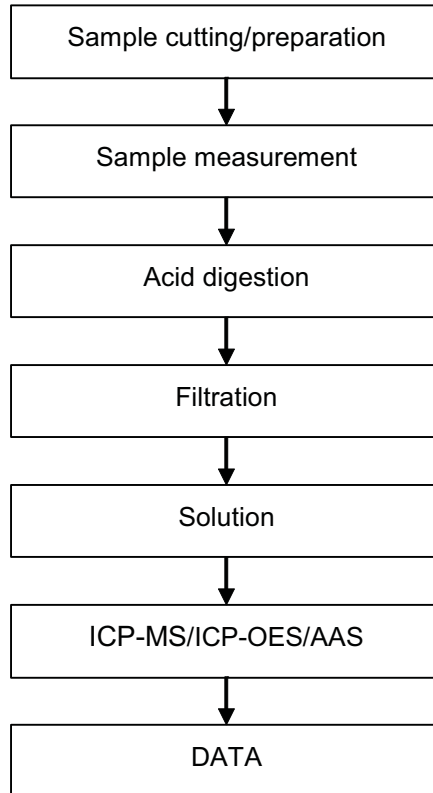 Sample cutting/preparation
Sample measurement
Acid digestion
Filtration
Solution
ICP-MS/ICP-OES/AAS
DATA